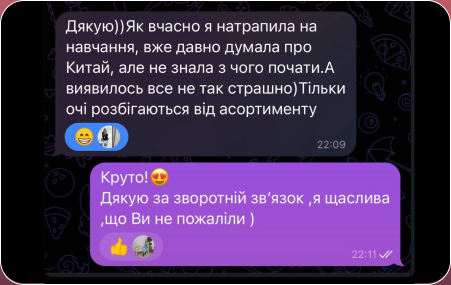 Дякую))Як вчасно я натрапила на
навчання, вже давно думала про
Китай, але не знала з чого почати.А
виявилось все не так страшно)Тільки
очі розбігаються від асортименту
😁
22:09
Круто!😍
Дякую за зворотній зв’язок ,я щаслива
,що Ви не пожаліли )
👍
22:11